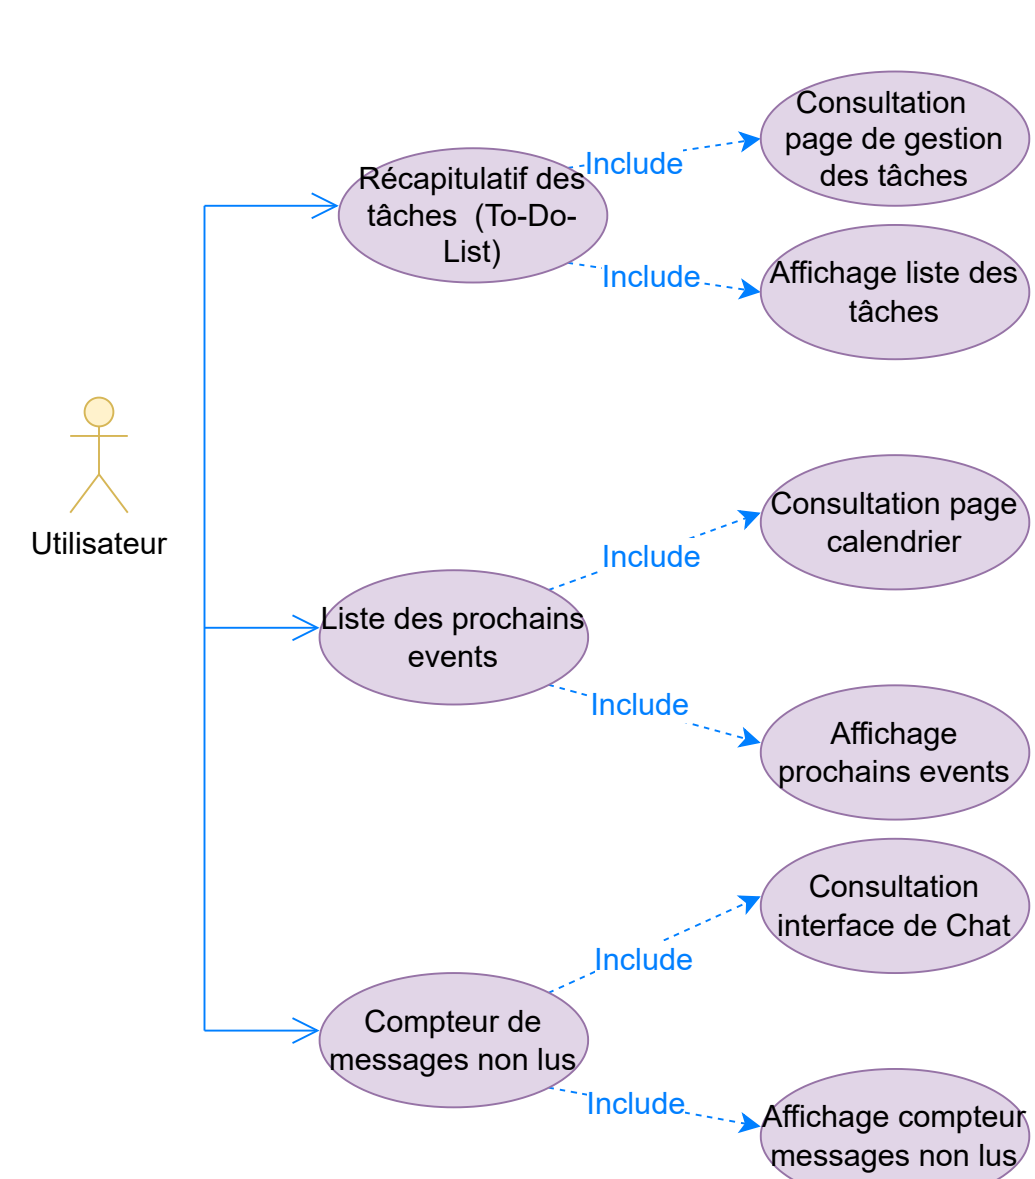 Consultation
page de gestion
des tâches
Include
Récapitulatif des
tâches (To-Do-
List)
Include
Affichage liste des
tâches
Utilisateur
Consultation page
calendrier
Include
Liste des prochains
events
Include
Affichage
prochains events
Consultation
interface de Chat
Include
Compteur de
messages non lus
Include
Affichage compteur
messages non lus